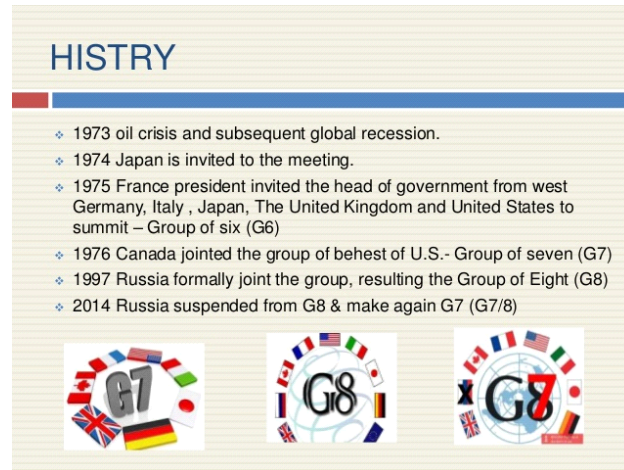 HISTRY
1973 oil crisis and subsequent global recession.
1974 Japan is invited to the meeting.
1975 France president invited the head of government from west
Germany, Italy , Japan, The United Kingdom and United States to
summit – Group of six (G6)
1976 Canada jointed the group of behest of U.S.- Group of seven (G7)
1997 Russia formally joint the group, resulting the Group of Eight (G8)
2014 Russia suspended from G8 & make again G7 (G7/8)
G7
G8
G8
7
X